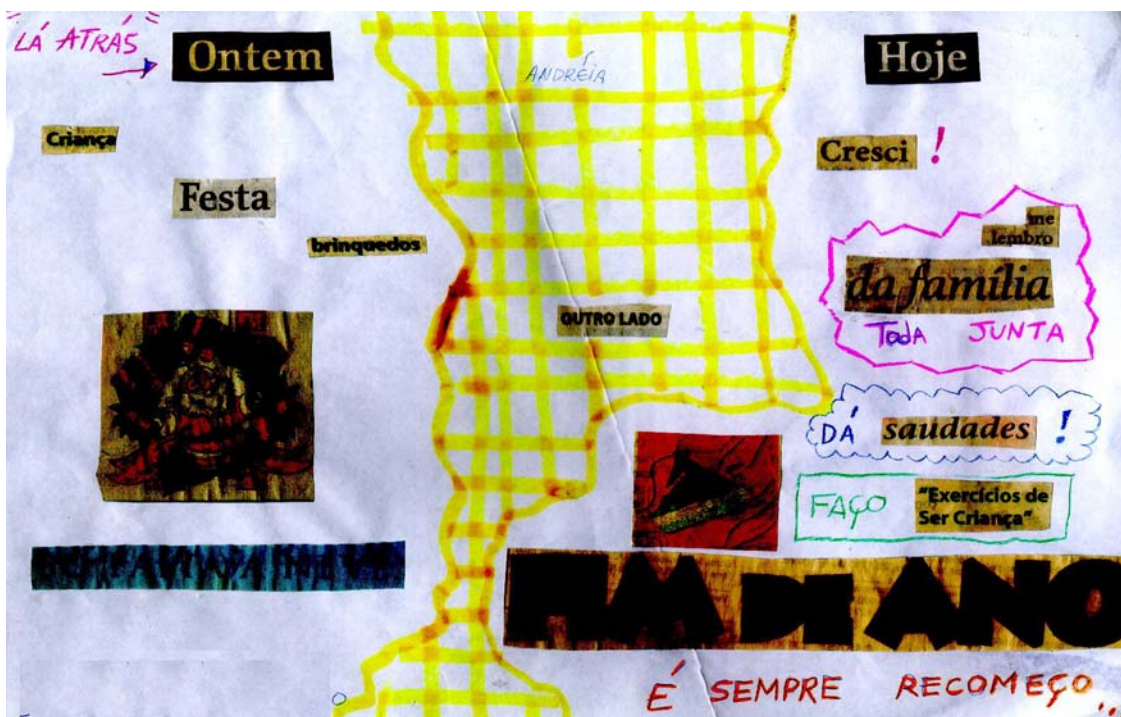 "LÁ ATRÁS"
Ontem
Criança
Festa
brinquedos
ANDRÉIA
OUTRO LADO
Hoje
Cresci !
me
lembro
da família
TODA JUNTA
DÁ saudades !
FAÇO "Exercícios de
Ser Criança"
FIM DE ANO
É SEMPRE RECOMEÇO...